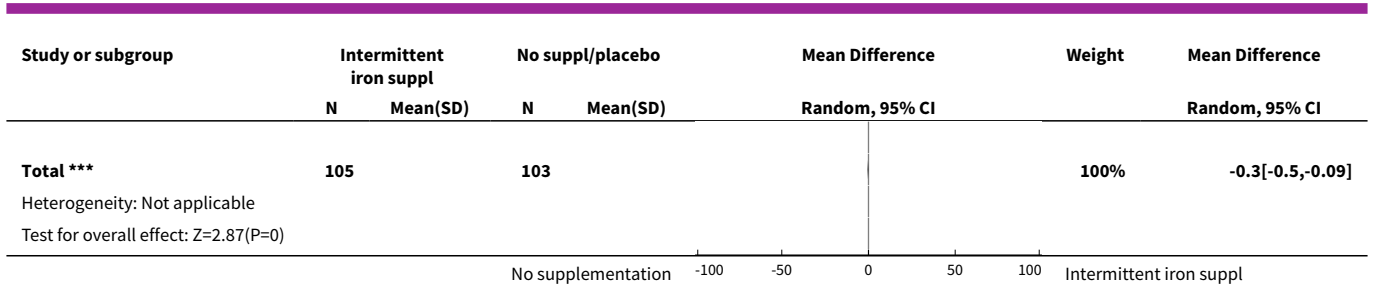 Study or subgroup Intermittent iron suppl No suppl/placebo Mean Difference Weight Mean Difference
N Mean(SD) N Mean(SD) Random, 95% CI Random, 95% CI
Total *** 105 103 100% -0.3[-0.5,-0.09]
Heterogeneity: Not applicable
Test for overall effect: Z=2.87(P=0)
No supplementation -100 -50 0 50 100 Intermittent iron suppl